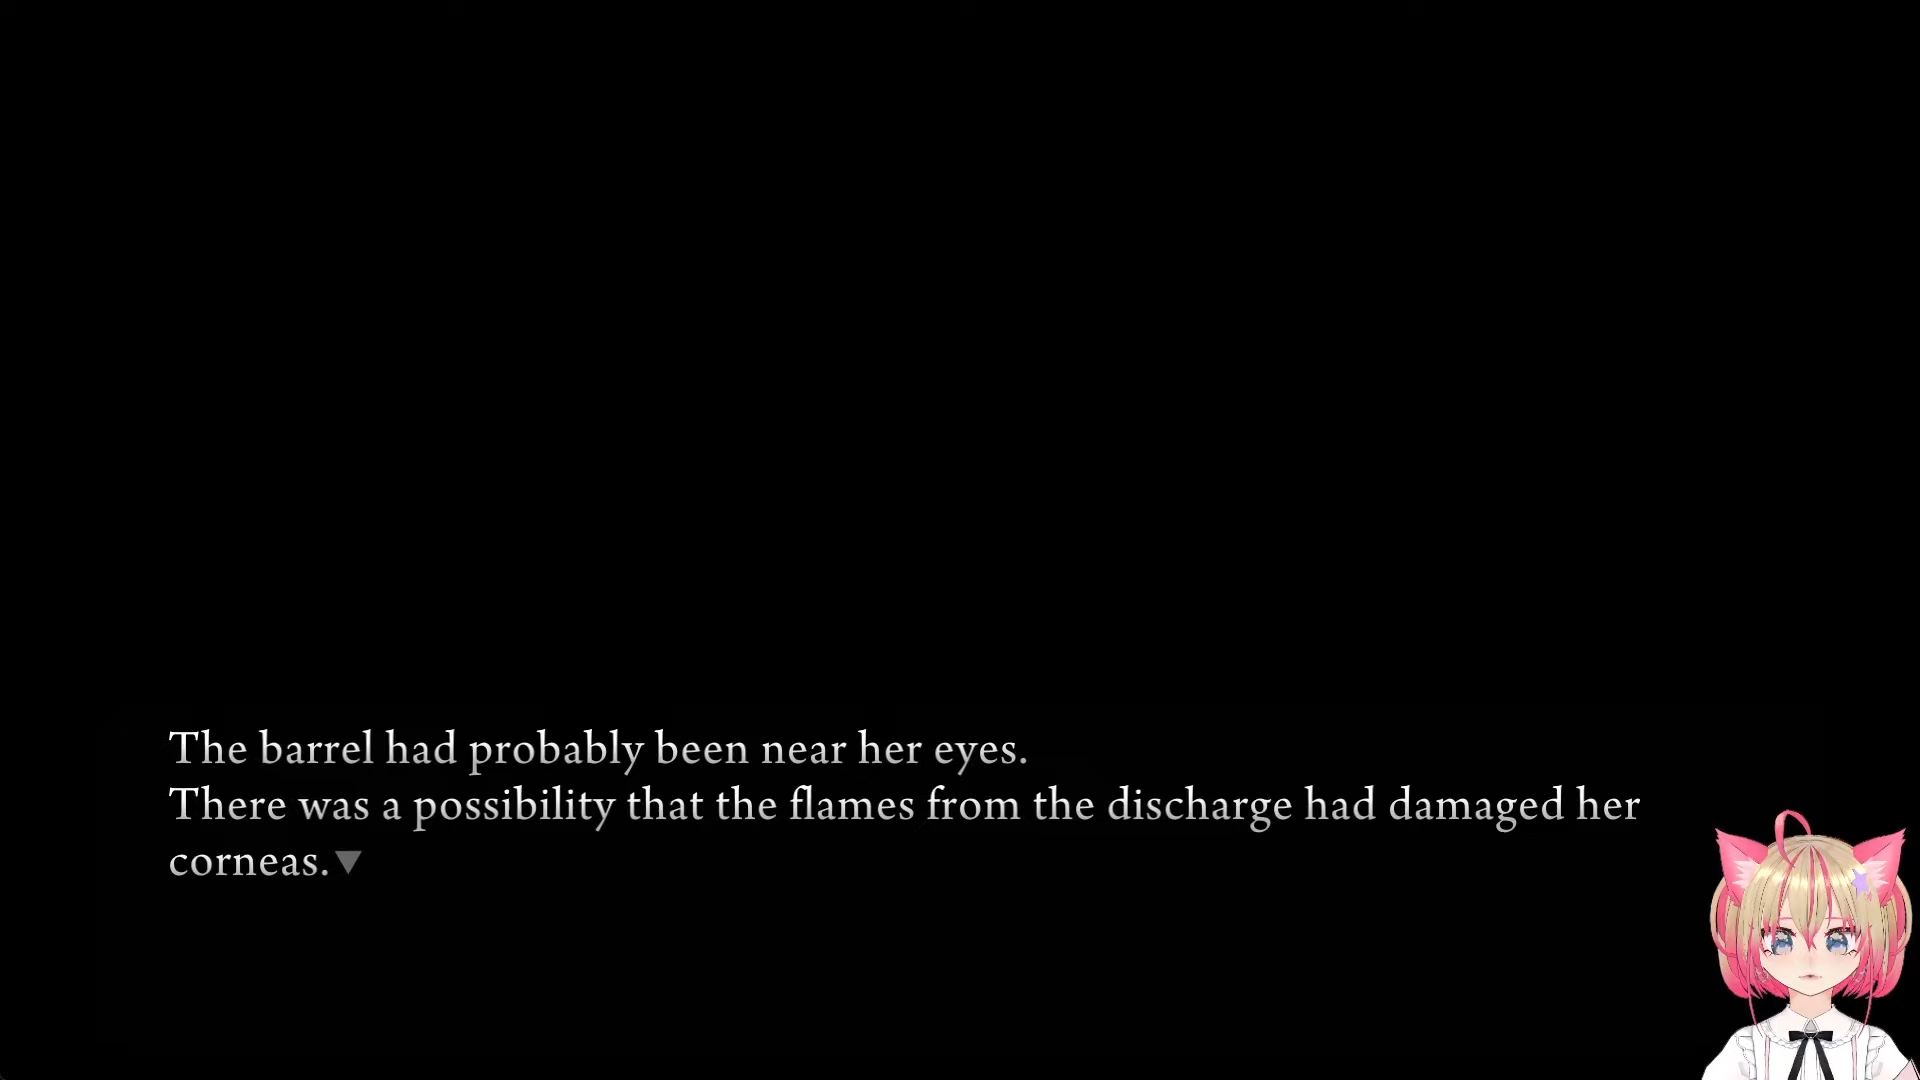 The barrel had probably been near her eyes.
There was a possibility that the flames from the discharge had damaged her
corneas.